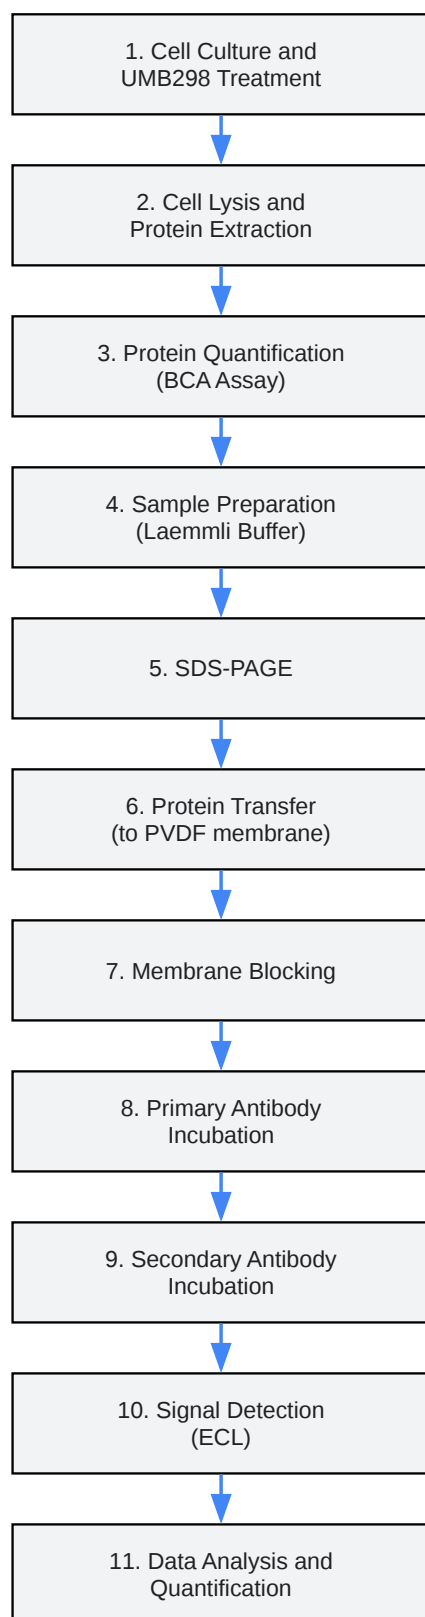 1. Cell Culture and
UMB298 Treatment
2. Cell Lysis and
Protein Extraction
3. Protein Quantification
(BCA Assay)
4. Sample Preparation
(Laemmli Buffer)
5. SDS-PAGE
6. Protein Transfer
(to PVDF membrane)
7. Membrane Blocking
8. Primary Antibody
Incubation
9. Secondary Antibody
Incubation
10. Signal Detection
(ECL)
11. Data Analysis and
Quantification